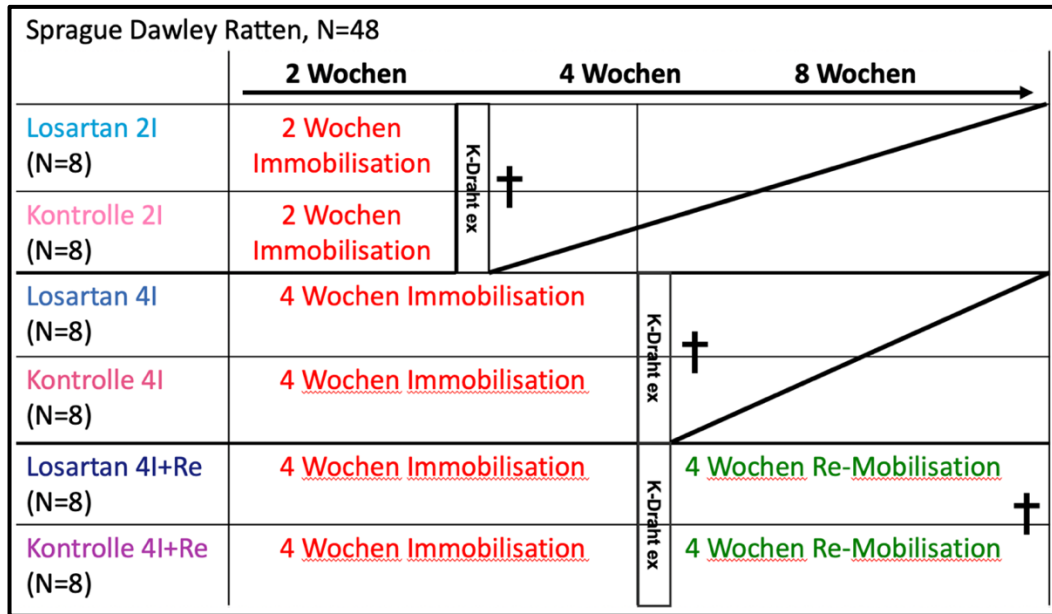 Sprague Dawley Ratten, N=48
2 Wochen 4 Wochen 8 Wochen
Losartan 2I
(N=8)
2 Wochen
Immobilisation
K-Draht ex
Kontrolle 2I
(N=8)
2 Wochen
Immobilisation
Losartan 4I
(N=8)
4 Wochen Immobilisation
K-Draht ex
Kontrolle 4I
(N=8)
4 Wochen Immobilisation
Losartan 4I+Re
(N=8)
4 Wochen Immobilisation
K-Draht ex
4 Wochen Re-Mobilisation
Kontrolle 4I+Re
(N=8)
4 Wochen Immobilisation
4 Wochen Re-Mobilisation